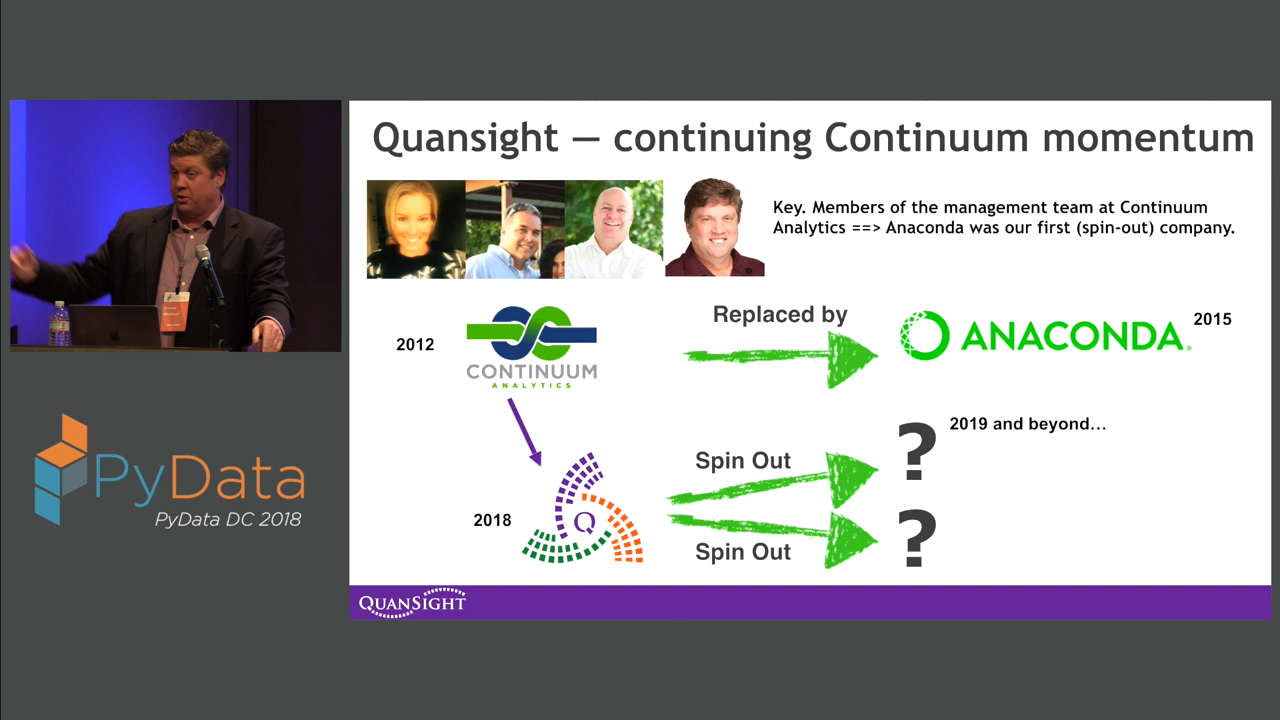 Quansight — continuing Continuum momentum
Key. Members of the management team at Continuum
Analytics ==> Anaconda was our first (spin-out) company.
2012
CONTINUUM
ANALYTICS
Replaced by
ANACONDA.
2015
2019 and beyond...
?
Spin Out
2018
Q
Spin Out
?
QUANSIGHT
PyData
PyData DC 2018